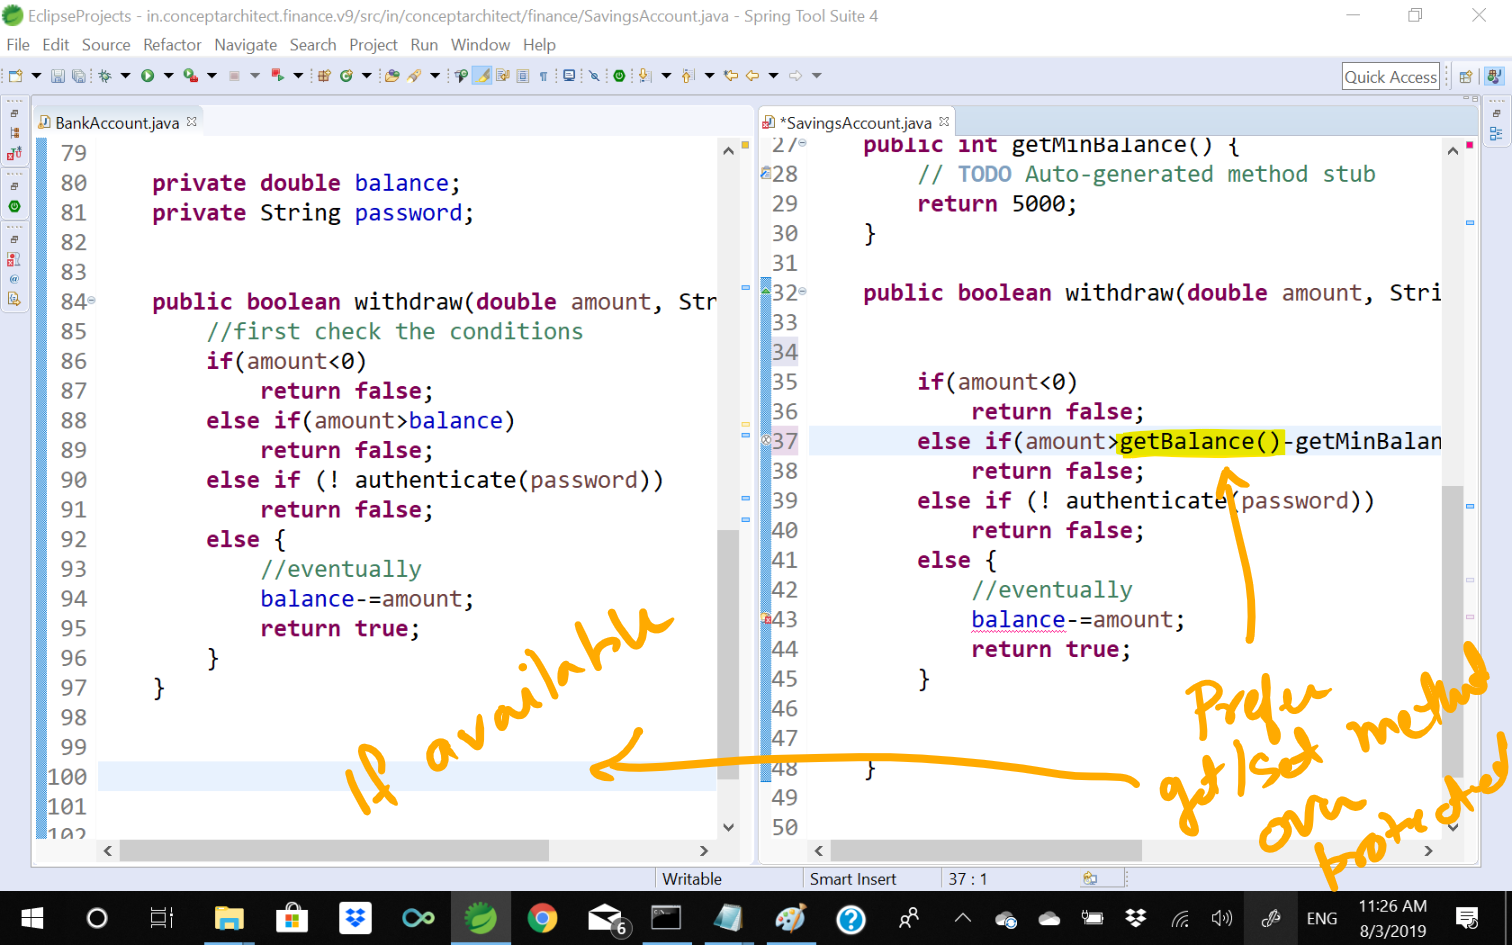 EclipseProjects - in.conceptarchitect.finance.v9/src/in/conceptarchitect/finance/SavingsAccount.java - Spring Tool Suite 4
File Edit Source Refactor Navigate Search Project Run Window Help
Quick Access
BankAccount.java
79
80 private double balance;
81 private String password;
82
83
84 public boolean withdraw(double amount, Str
85 //first check the conditions
86 if(amount<0)
87 return false;
88 else if(amount>balance)
89 return false;
90 else if (! authenticate(password))
91 return false;
92 else {
93 //eventually
94 balance-=amount;
95 return true;
96 }
97 }
98
99
100
101
102
*SavingsAccount.java
27 public int getMinBalance() {
28 // TODO Auto-generated method stub
29 return 5000;
30 }
31
32 public boolean withdraw(double amount, Stri
33
34
35 if(amount<0)
36 return false;
37 else if(amount>getBalance()-getMinBalan
38 return false;
39 else if (! authenticate(password))
40 return false;
41 else {
42 //eventually
43 balance-=amount;
44 return true;
45 }
46
47
48 }
49
50
If available
Prefer
get/set method
over
protected
Writable Smart Insert 37 : 1
6
ENG
11:26 AM
8/3/2019